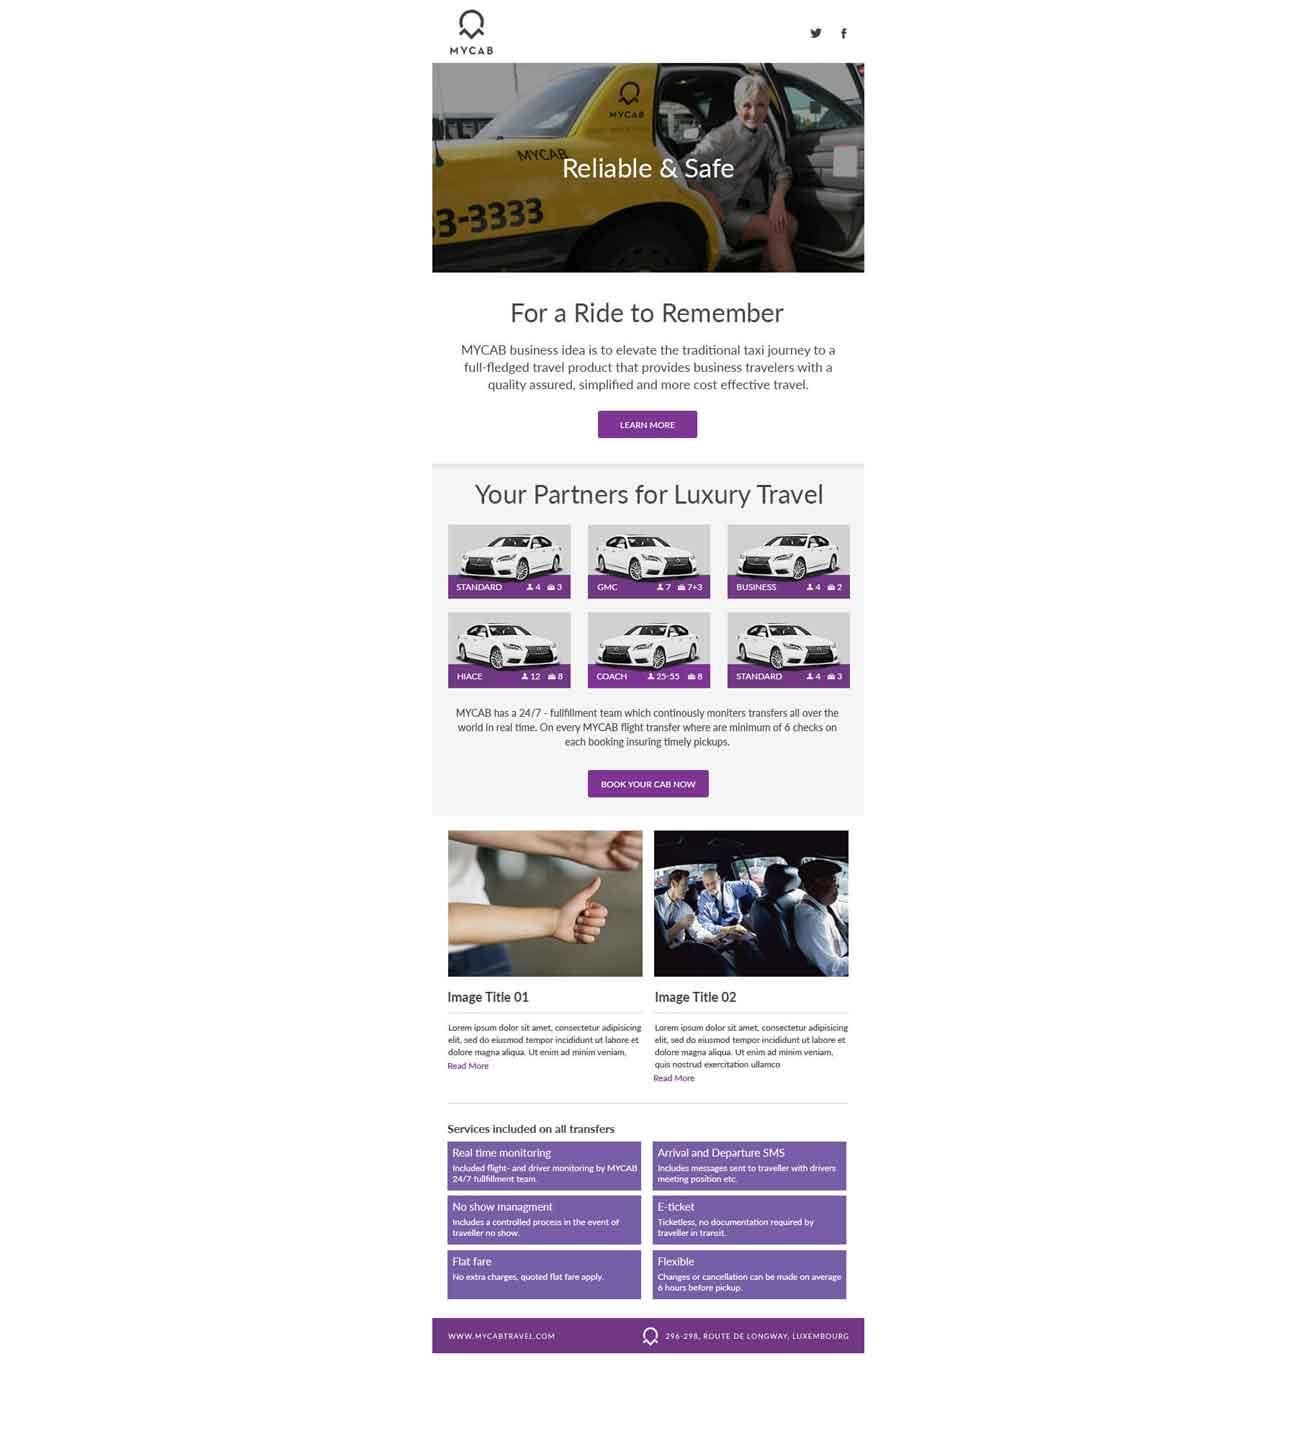 MYCAB
MYCAB
MYCAB
Reliable & Safe
33-3333
For a Ride to Remember
MYCAB business idea is to elevate the traditional taxi journey to a
full-fledged travel product that provides business travelers with a
quality assured, simplified and more cost effective travel.
LEARN MORE
Your Partners for Luxury Travel
STANDARD 4 3
GMC 7 7+3
BUSINESS 4 2
HIACE 12 8
COACH 25-55 8
STANDARD 4 3
MYCAB has a 24/7 - fullfillment team which continously moniters transfers all over the
world in real time. On every MYCAB flight transfer where are minimum of 6 checks on
each booking insuring timely pickups.
BOOK YOUR CAB NOW
Image Title 01
Lorem ipsum dolor sit amet, consectetur adipisicing
elit, sed do eiusmod tempor incididunt ut labore et
dolore magna aliqua. Ut enim ad minim veniam,
Read More
Image Title 02
Lorem ipsum dolor sit amet, consectetur adipisicing
elit, sed do eiusmod tempor incididunt ut labore et
dolore magna aliqua. Ut enim ad minim veniam,
quis nostrud exercitation ullamco
Read More
Services included on all transfers
Real time monitoring
Included flight- and driver monitoring by MYCAB
24/7 fullfillment team.
Arrival and Departure SMS
Includes messages sent to traveller with drivers
meeting position etc.
No show managment
Includes a controlled process in the event of
traveller no show.
E-ticket
Ticketless, no documentation required by
traveller in transit.
Flat fare
No extra charges, quoted flat fare apply.
Flexible
Changes or cancellation can be made on average
6 hours before pickup.
WWW.MYCABTRAVEL.COM
296-298, ROUTE DE LONGWAY, LUXEMBOURG